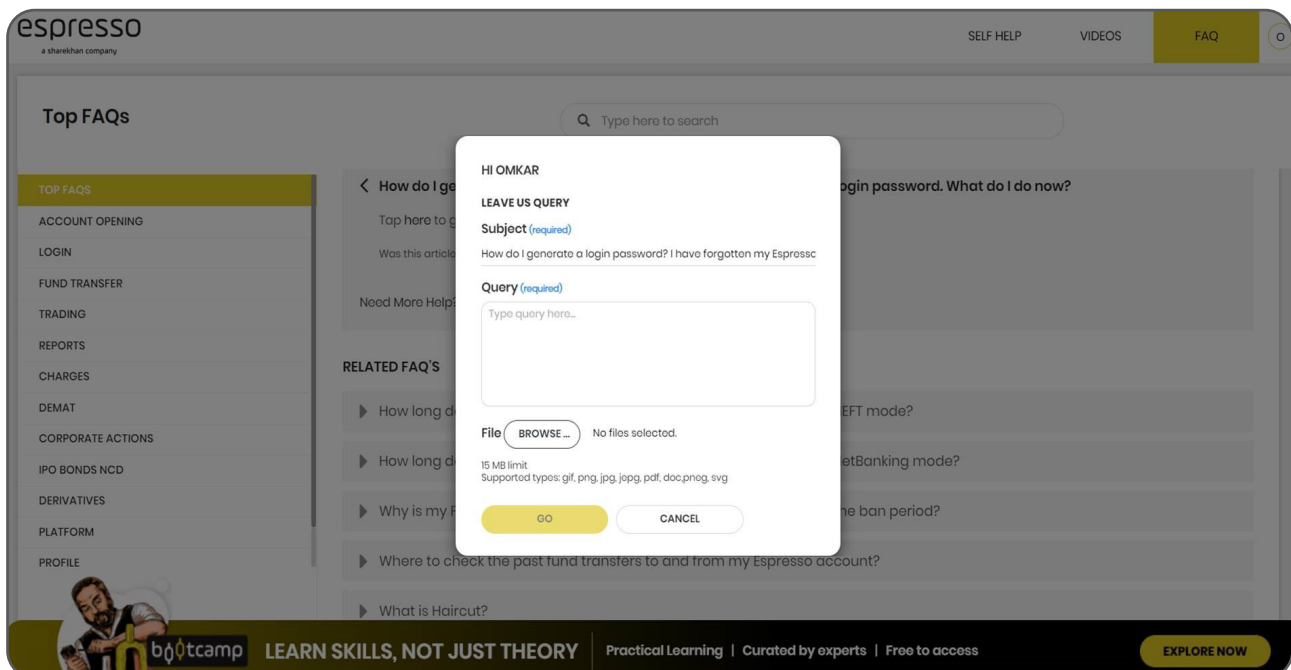 espresso
a sharekhan company
SELF HELP
VIDEOS
FAQ
O
Top FAQs
Type here to search
TOP FAQS
ACCOUNT OPENING
LOGIN
FUND TRANSFER
TRADING
REPORTS
CHARGES
DEMAT
CORPORATE ACTIONS
IPO BONDS NCD
DERIVATIVES
PLATFORM
PROFILE
How do I ge
ogin password. What do I do now?
Tap here to g
Was this article
Need More Help?
RELATED FAQ'S
How long d
EFT mode?
How long d
etBanking mode?
Why is my F
he ban period?
Where to check the past fund transfers to and from my Espresso account?
What is Haircut?
HI OMKAR
LEAVE US QUERY
Subject (required)
How do I generate a login password? I have forgotten my Espresso
Query (required)
Type query here...
File BROWSE... No files selected.
15 MB limit
Supported types: gif, png, jpg, jepg, pdf, doc,pneg, svg
GO
CANCEL
bootcamp
LEARN SKILLS, NOT JUST THEORY
Practical Learning | Curated by experts | Free to access
EXPLORE NOW